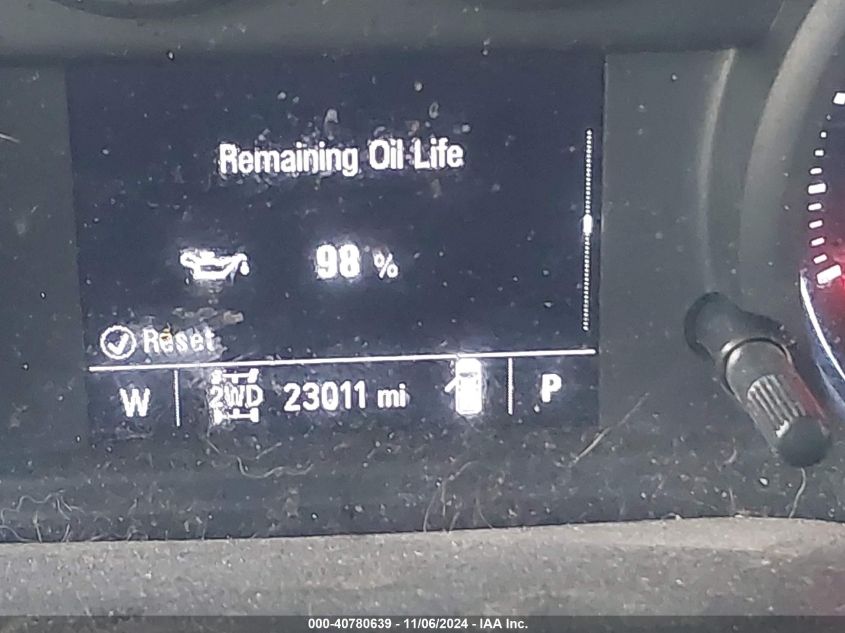 Remaining Oil Life
98 %
Reset
W 2WD 23011 mi P
000-40780639 - 11/06/2024 - IAA Inc.